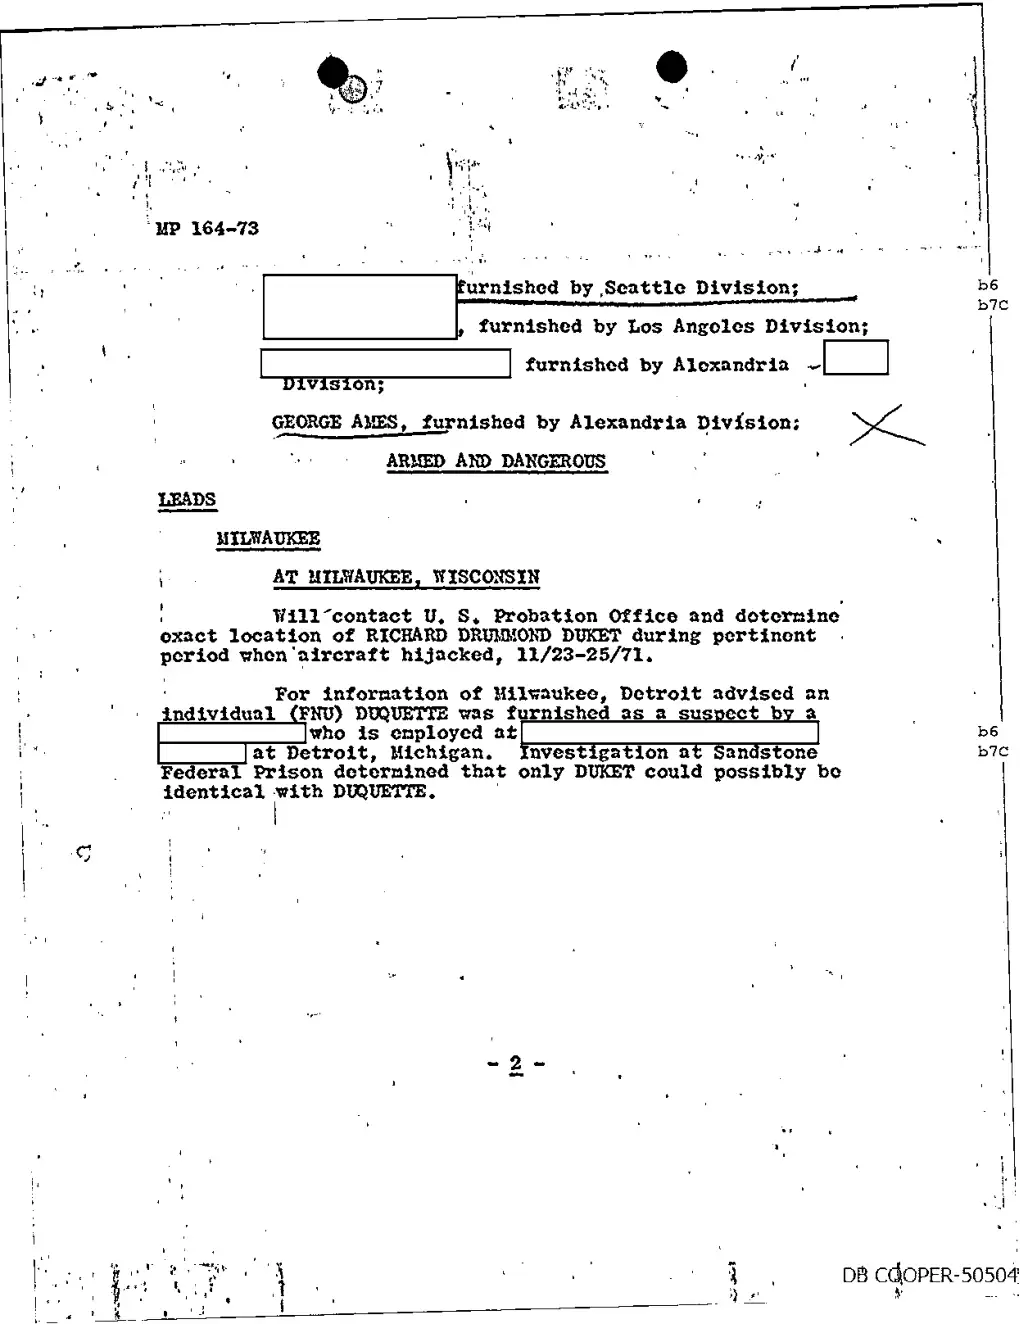 MP 164-73
furnished by Seattle Division;
b6
b7C
, furnished by Los Angeles Division;
furnished by Alexandria -
Division;
GEORGE AMES, furnished by Alexandria Division;
ARMED AND DANGEROUS
LEADS
MILWAUKEE
AT MILWAUKEE, WISCONSIN
Will contact U. S. Probation Office and determine
exact location of RICHARD DRUMMOND DUKET during pertinent
period when aircraft hijacked, 11/23-25/71.
For information of Milwaukee, Detroit advised an
individual (FNU) DUQUETTE was furnished as a suspect by a
who is employed at
b6
at Detroit, Michigan. Investigation at Sandstone
b7C
Federal Prison determined that only DUKET could possibly be
identical with DUQUETTE.
- 2 -
DB COOPER-50504